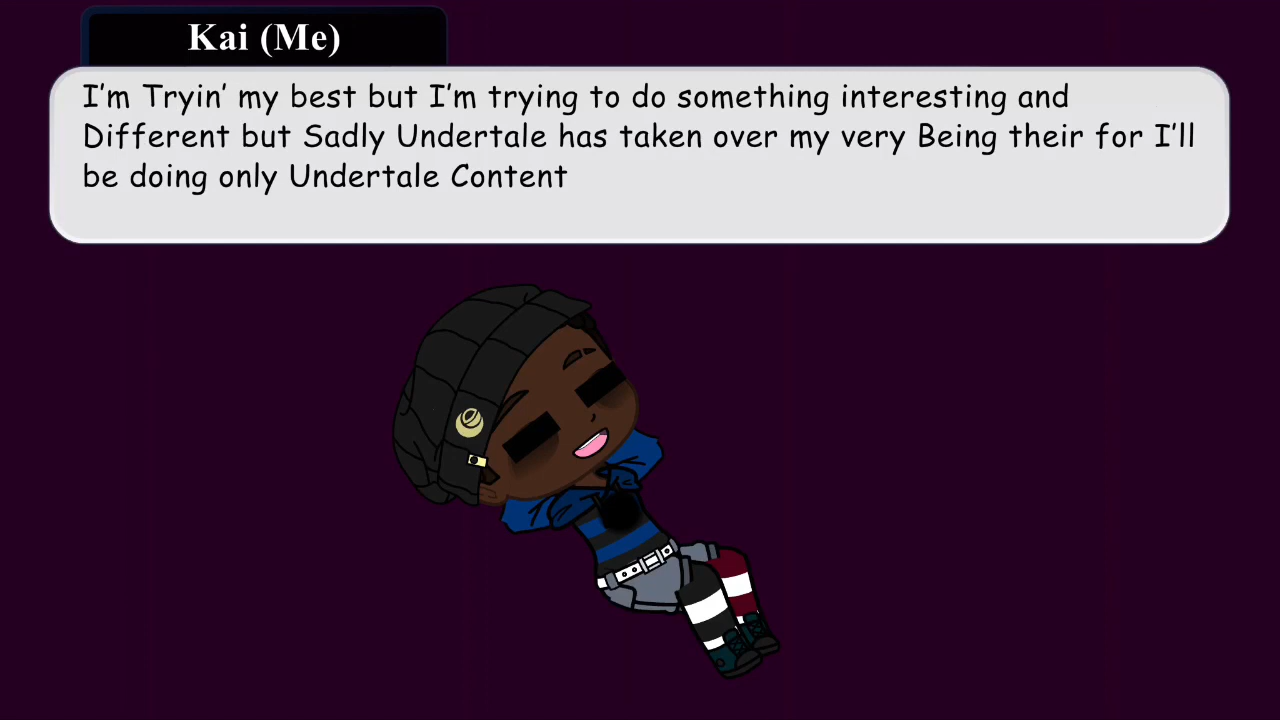 Kai (Me)
I'm Tryin' my best but I'm trying to do something interesting and
Different but Sadly Undertale has taken over my very Being their for I'll
be doing only Undertale Content